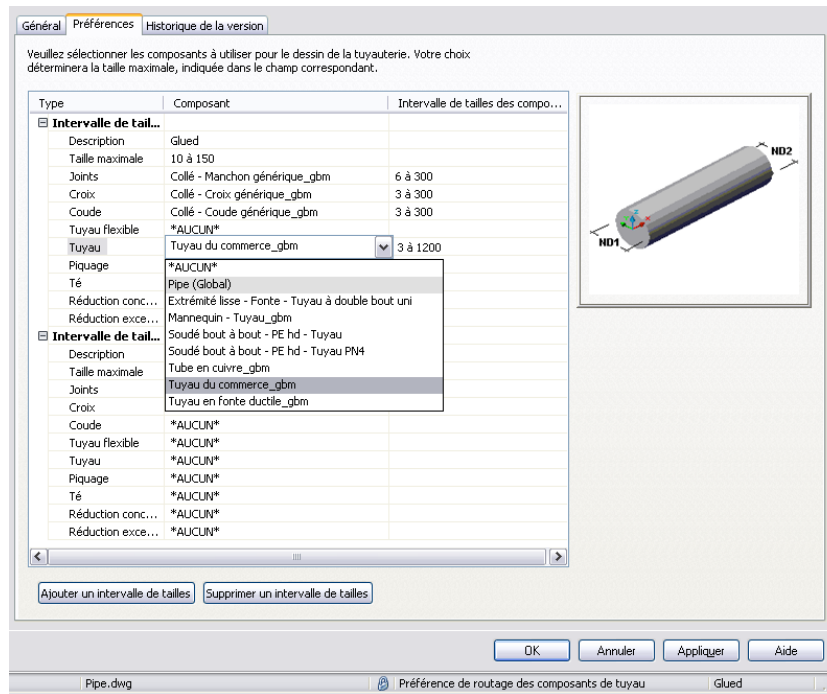 Général Préférences Historique de la version
Veuillez sélectionner les composants à utiliser pour le dessin de la tuyauterie. Votre choix
déterminera la taille maximale, indiquée dans le champ correspondant.
Type Composant Intervalle de tailles des compo...
Intervalle de tail...
Description Glued
Taille maximale 10 à 150
Joints Collé - Manchon générique_gbm 6 à 300
Croix Collé - Croix générique_gbm 3 à 300
Coude Collé - Coude générique_gbm 3 à 300
Tuyau flexible *AUCUN*
Tuyau Tuyau du commerce_gbm 3 à 1200
Piquage *AUCUN*
Té Pipe (Global)
Réduction conc... Extrémité lisse - Fonte - Tuyau à double bout uni
Réduction exce... Mannequin - Tuyau_gbm
Intervalle de tail... Soudé bout à bout - PE hd - Tuyau
Description Soudé bout à bout - PE hd - Tuyau PN4
Taille maximale Tube en cuivre_gbm
Joints Tuyau du commerce_gbm
Croix Tuyau en fonte ductile_gbm
Coude *AUCUN*
Tuyau flexible *AUCUN*
Tuyau *AUCUN*
Piquage *AUCUN*
Té *AUCUN*
Réduction conc... *AUCUN*
Réduction exce... *AUCUN*
ND2
ND1
Ajouter un intervalle de tailles Supprimer un intervalle de tailles
OK Annuler Appliquer Aide
Pipe.dwg Préférence de routage des composants de tuyau Glued